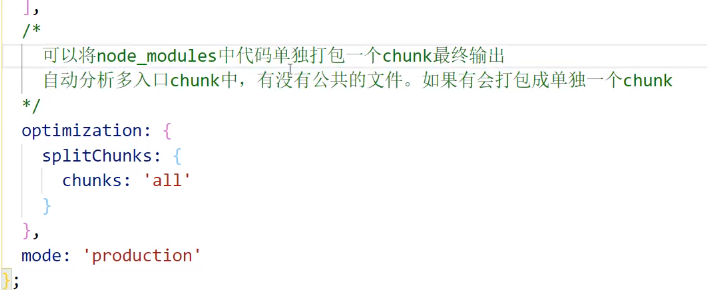 ],
/*
可以将node_modules中代码单独打包一个chunk最终输出
自动分析多入口chunk中，有没有公共的文件。如果有会打包成单独一个chunk
*/
optimization: {
splitChunks: {
chunks: 'all'
}
},
mode: 'production'
};